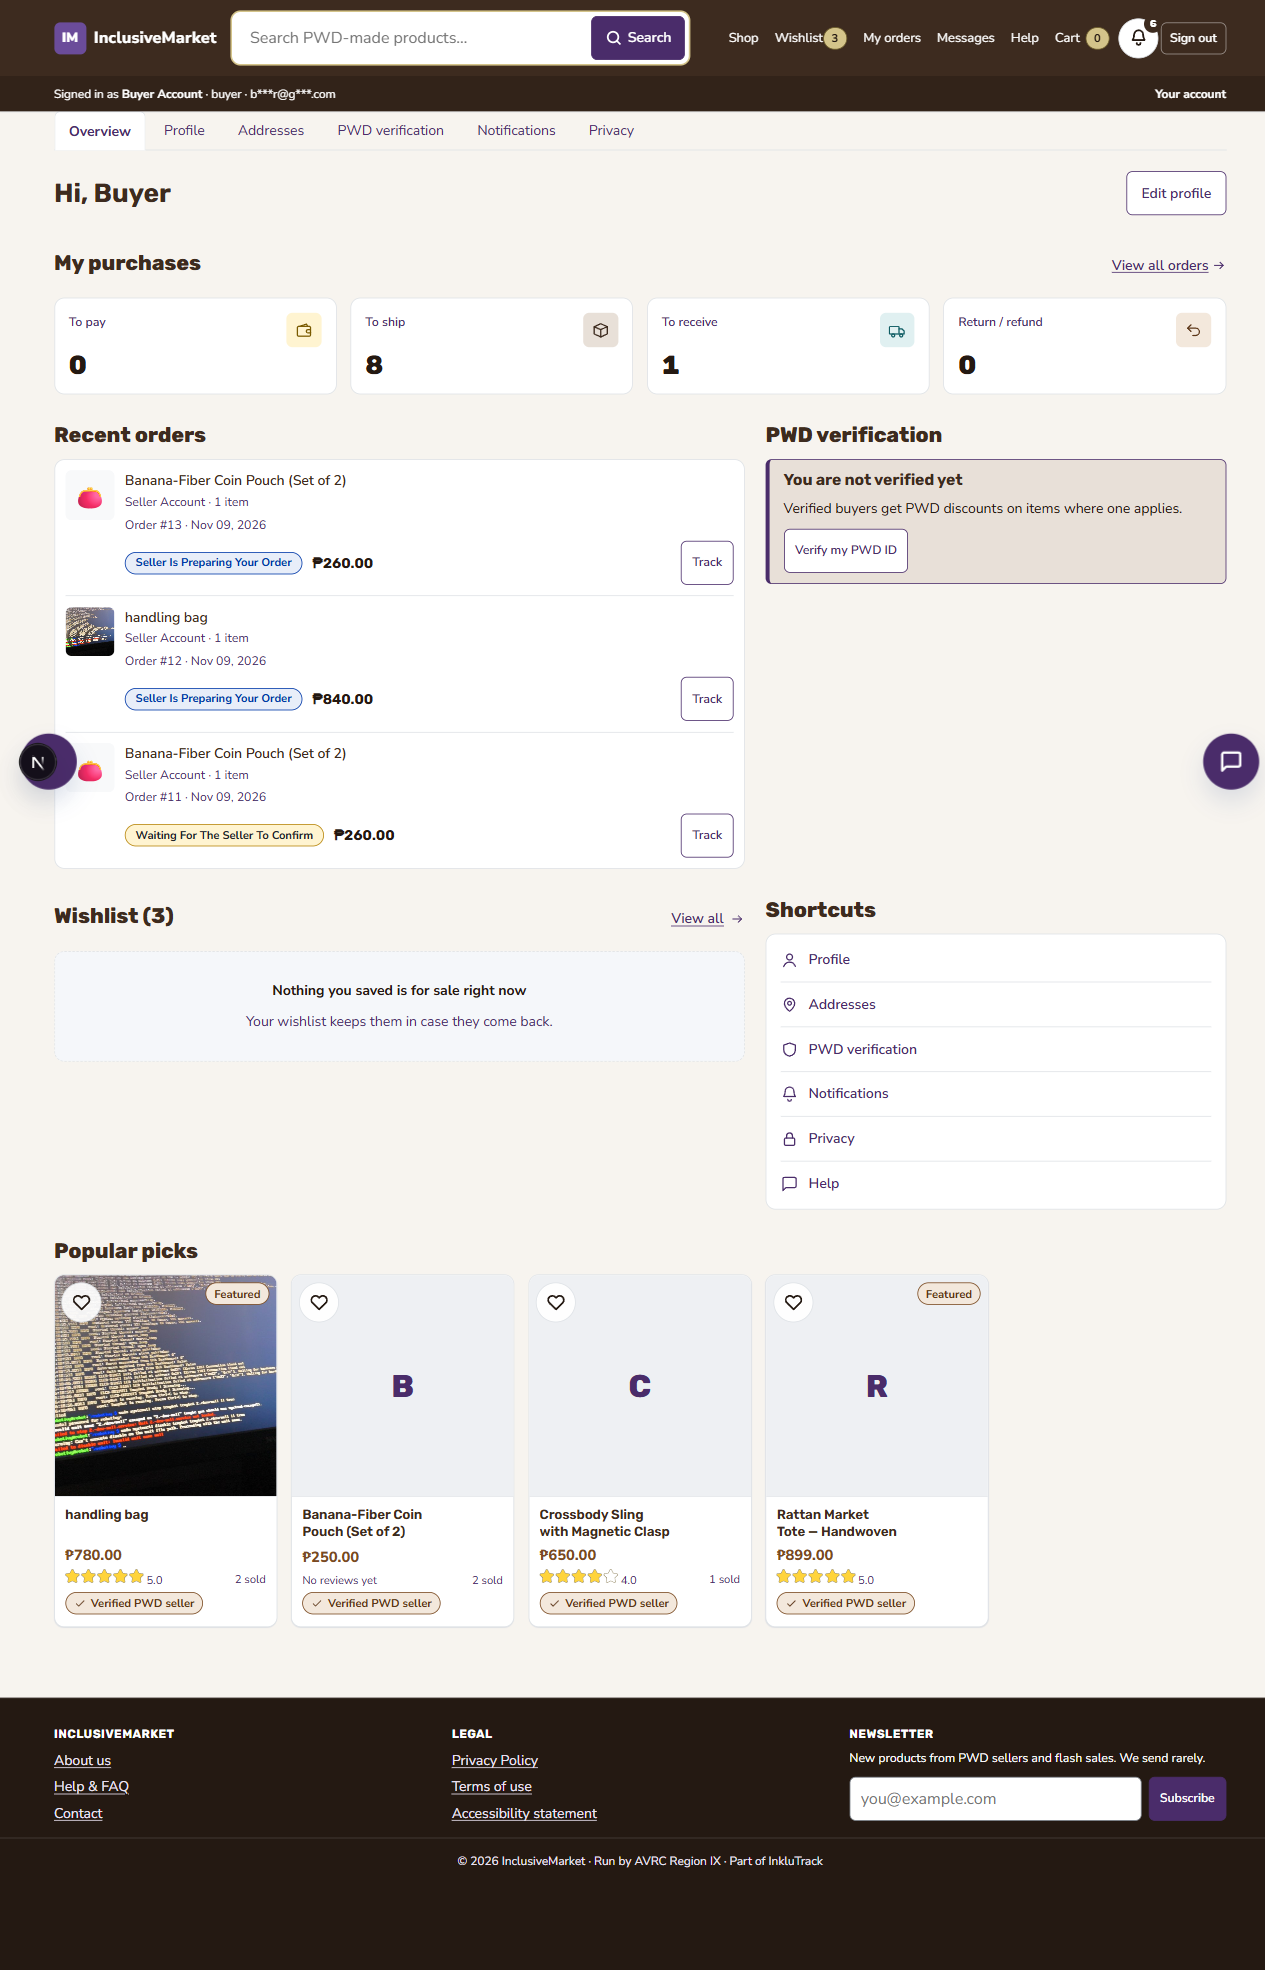 IM InclusiveMarket
Search PWD-made products...
Search
Shop
Wishlist 3
My orders
Messages
Help
Cart 0
6
Sign out
Signed in as Buyer Account · buyer · b***r@g***.com
Your account
Overview
Profile
Addresses
PWD verification
Notifications
Privacy
Hi, Buyer
Edit profile
My purchases
View all orders →
To pay
0
To ship
8
To receive
1
Return / refund
0
Recent orders
Banana-Fiber Coin Pouch (Set of 2)
Seller Account · 1 item
Order #13 · Nov 09, 2026
Seller Is Preparing Your Order ₱260.00
Track
handling bag
Seller Account · 1 item
Order #12 · Nov 09, 2026
Seller Is Preparing Your Order ₱840.00
Track
N
Banana-Fiber Coin Pouch (Set of 2)
Seller Account · 1 item
Order #11 · Nov 09, 2026
Waiting For The Seller To Confirm ₱260.00
Track
PWD verification
You are not verified yet
Verified buyers get PWD discounts on items where one applies.
Verify my PWD ID
Wishlist (3)
View all →
Nothing you saved is for sale right now
Your wishlist keeps them in case they come back.
Shortcuts
Profile
Addresses
PWD verification
Notifications
Privacy
Help
Popular picks
Featured
handling bag
₱780.00
5.0
2 sold
Verified PWD seller
B
Banana-Fiber Coin
Pouch (Set of 2)
₱250.00
No reviews yet
2 sold
Verified PWD seller
C
Crossbody Sling
with Magnetic Clasp
₱650.00
4.0
1 sold
Verified PWD seller
Featured
R
Rattan Market
Tote — Handwoven
₱899.00
5.0
Verified PWD seller
INCLUSIVEMARKET
About us
Help & FAQ
Contact
LEGAL
Privacy Policy
Terms of use
Accessibility statement
NEWSLETTER
New products from PWD sellers and flash sales. We send rarely.
you@example.com
Subscribe
© 2026 InclusiveMarket · Run by AVRC Region IX · Part of InkluTrack